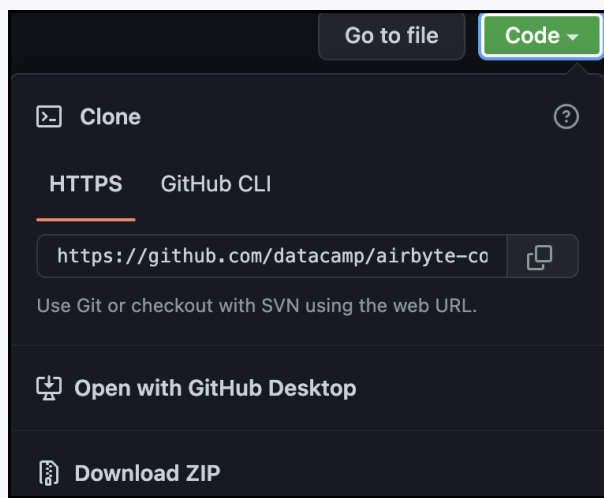 Go to file
Code
Clone
HTTPS
GitHub CLI
https://github.com/datacamp/airbyte-co
Use Git or checkout with SVN using the web URL.
Open with GitHub Desktop
Download ZIP